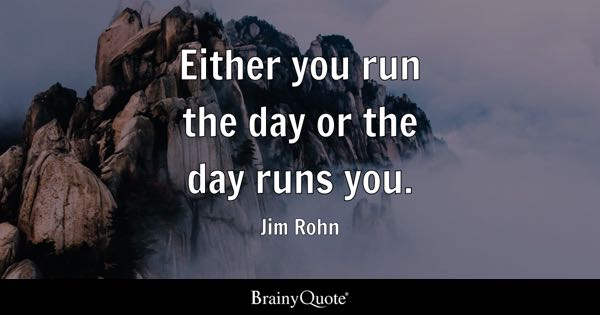 Either you run
the day or the
day runs you.
Jim Rohn
BrainyQuote®